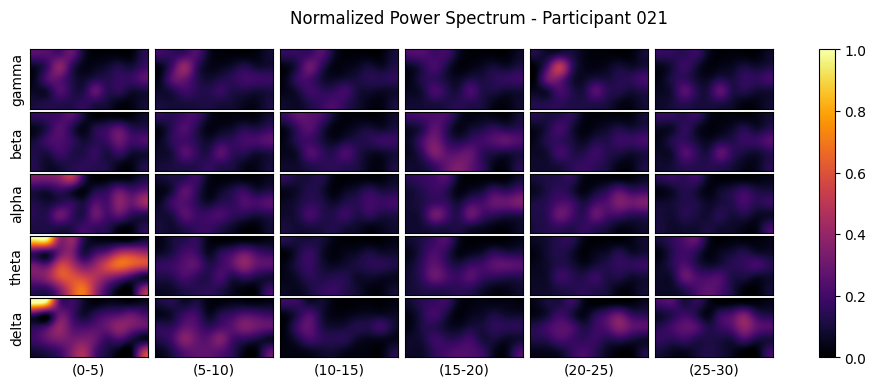 Normalized Power Spectrum - Participant 021
gamma
beta
alpha
theta
delta
(0-5)
(5-10)
(10-15)
(15-20)
(20-25)
(25-30)
1.0
0.8
0.6
0.4
0.2
0.0